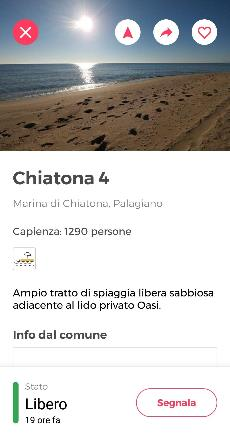 Chiatona 4
Marina di Chiatona, Palagiano
Capienza: 1290 persone
Ampio tratto di spiaggia libera sabbiosa
adiacente al lido privato Oasi.
Info dal comune
Stato
Libero
19 ore fa
Segnala